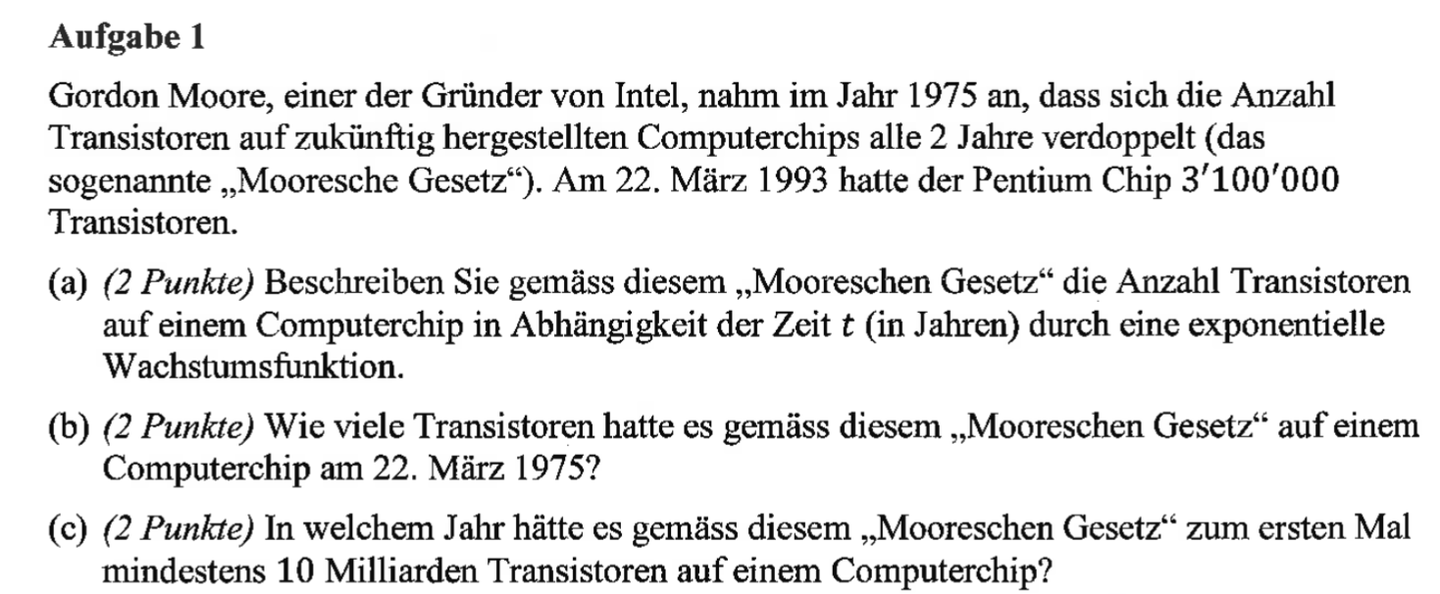 Aufgabe 1
Gordon Moore, einer der Gründer von Intel, nahm im Jahr 1975 an, dass sich die Anzahl
Transistoren auf zukünftig hergestellten Computerchips alle 2 Jahre verdoppelt (das
sogenannte „Mooresche Gesetz“). Am 22. März 1993 hatte der Pentium Chip 3′100′000
Transistoren.
(a) (2 Punkte) Beschreiben Sie gemäss diesem „Mooreschen Gesetz“ die Anzahl Transistoren
auf einem Computerchip in Abhängigkeit der Zeit t (in Jahren) durch eine exponentielle
Wachstumsfunktion.
(b) (2 Punkte) Wie viele Transistoren hatte es gemäss diesem „Mooreschen Gesetz“ auf einem
Computerchip am 22. März 1975?
(c) (2 Punkte) In welchem Jahr hätte es gemäss diesem „Mooreschen Gesetz“ zum ersten Mal
mindestens 10 Milliarden Transistoren auf einem Computerchip?